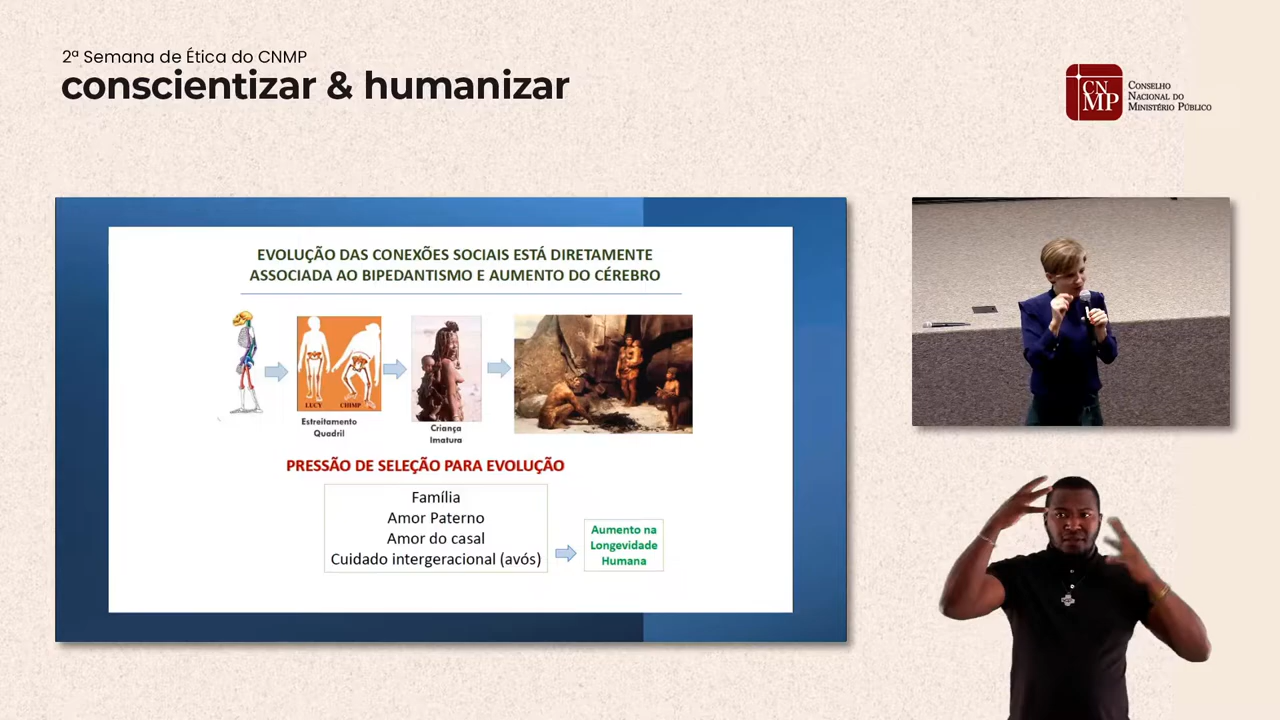 2ª Semana de Ética do CNMP
conscientizar & humanizar
CN
MP
CONSELHO
NACIONAL DO
MINISTÉRIO PÚBLICO
EVOLUÇÃO DAS CONEXÕES SOCIAIS ESTÁ DIRETAMENTE
ASSOCIADA AO BIPEDANTISMO E AUMENTO DO CÉREBRO
LUCY CHIMP
Estreitamento
Quadril
Criança
Imatura
PRESSÃO DE SELEÇÃO PARA EVOLUÇÃO
Família
Amor Paterno
Amor do casal
Cuidado intergeracional (avós)
Aumento na
Longevidade
Humana